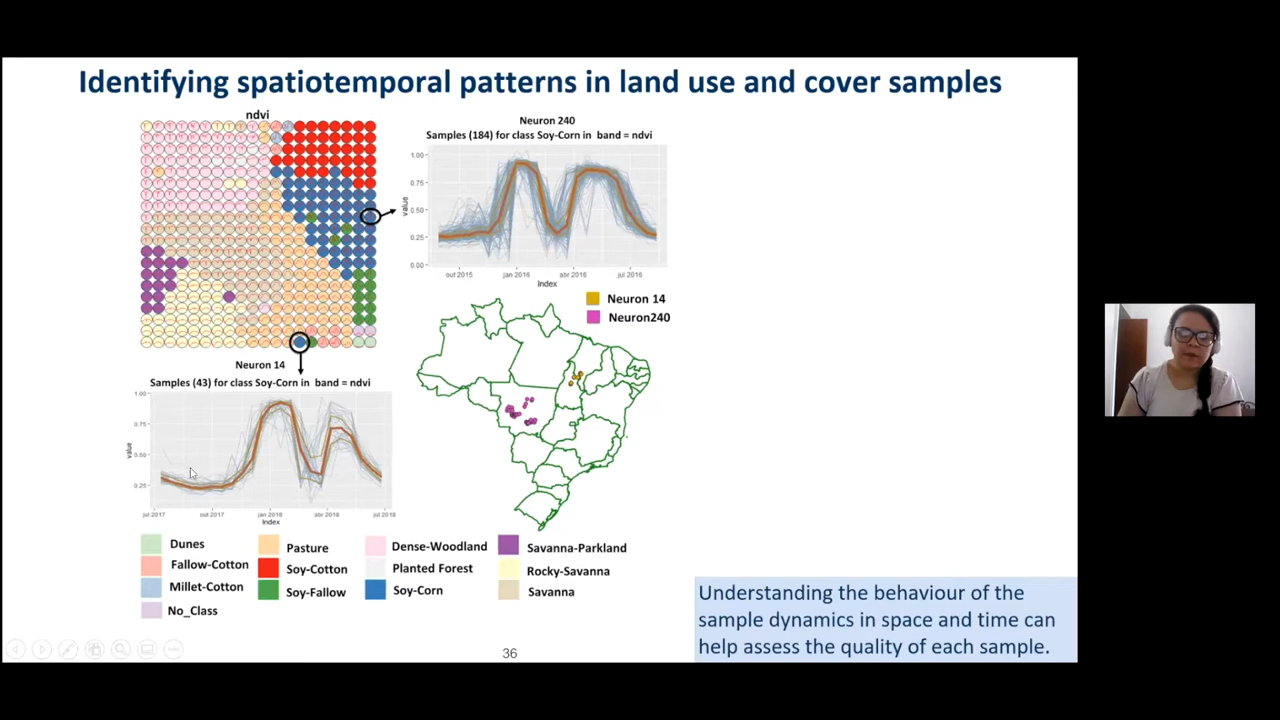 Identifying spatiotemporal patterns in land use and cover samples
ndvi
Neuron 240
Samples (184) for class Soy-Corn in band = ndvi
1.00
0.75
0.50
0.25
0.00
value
out 2015
jan 2016
abr 2016
jul 2016
Index
Neuron 14
Neuron240
Neuron 14
Samples (43) for class Soy-Corn in band = ndvi
1.00
0.75
0.50
0.25
value
jul 2017
out 2017
jan 2018
abr 2018
jul 2018
Index
Dunes
Pasture
Dense-Woodland
Savanna-Parkland
Fallow-Cotton
Soy-Cotton
Planted Forest
Rocky-Savanna
Millet-Cotton
Soy-Fallow
Soy-Corn
Savanna
No_Class
Understanding the behaviour of the
sample dynamics in space and time can
help assess the quality of each sample.
36